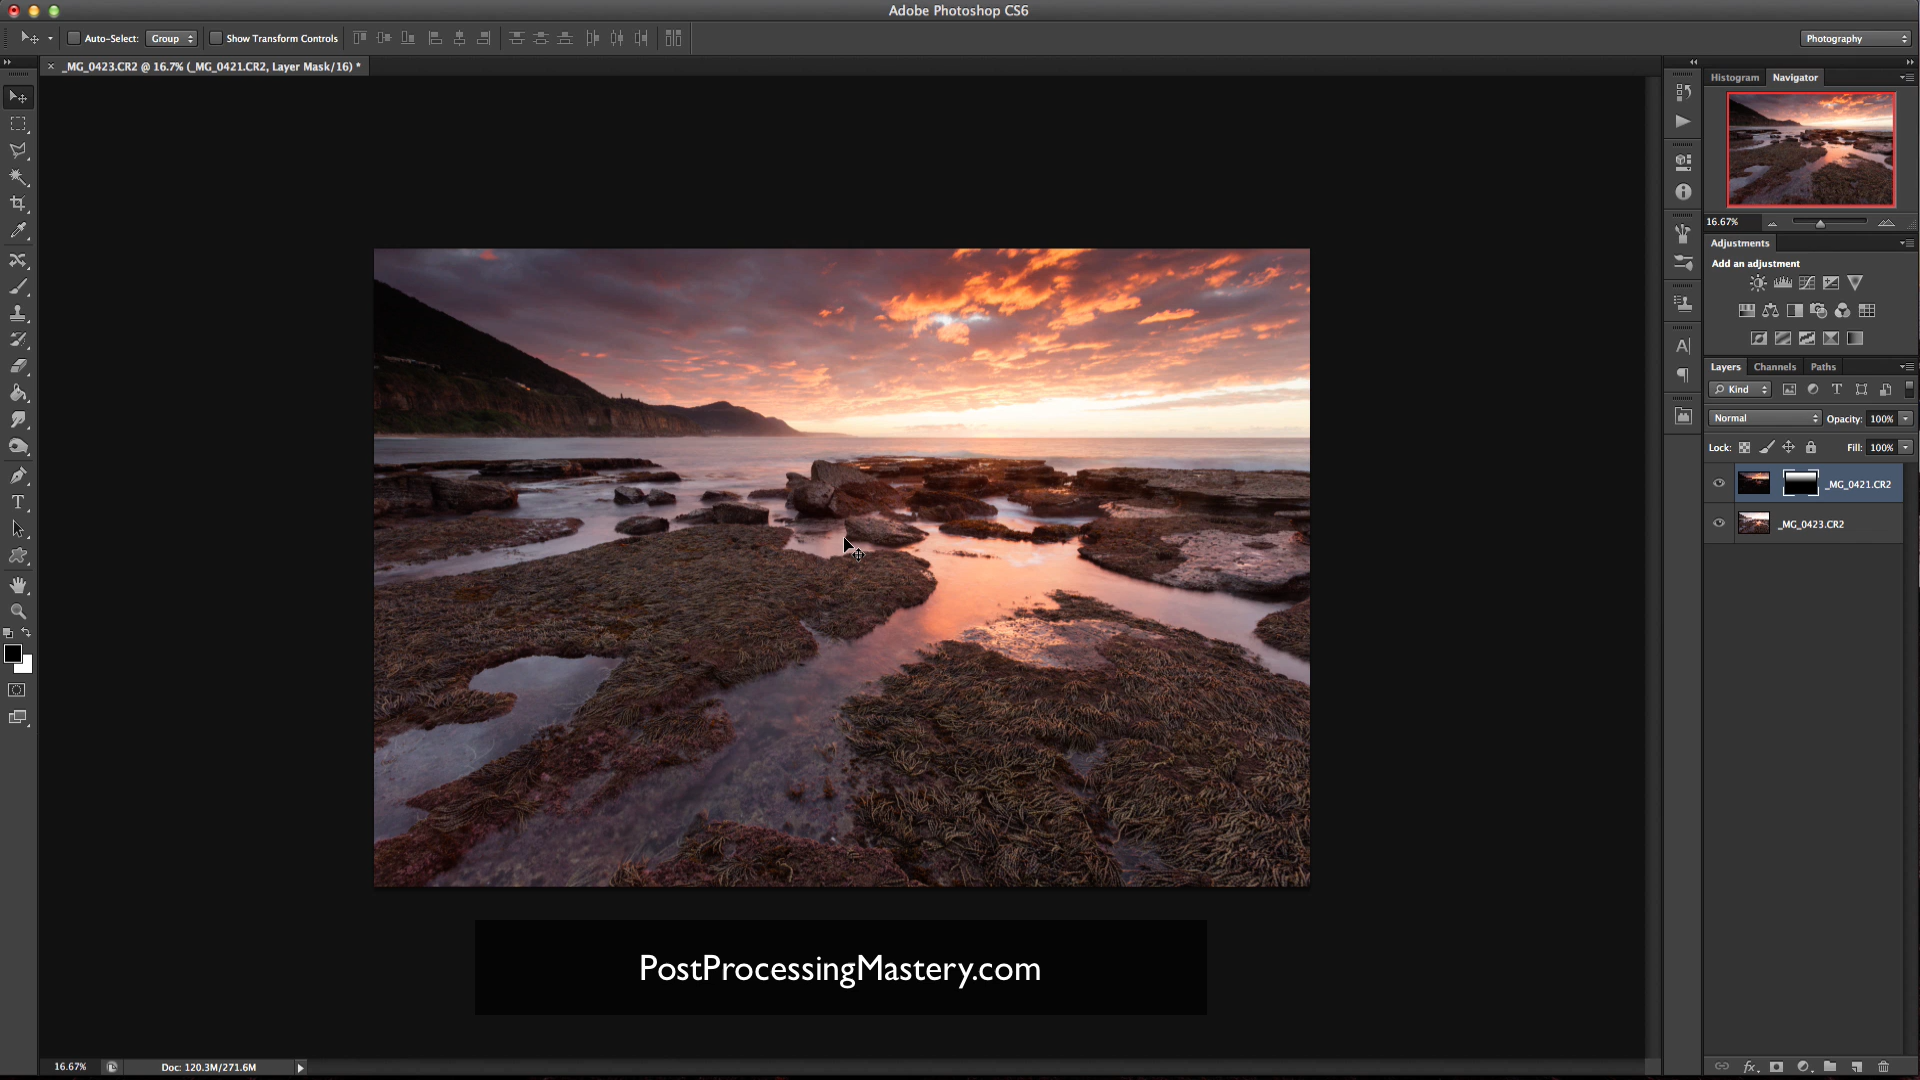 Adobe Photoshop CS6
Auto-Select:
Group
Show Transform Controls
Photography
_MG_0423.CR2 @ 16.7% (_MG_0421.CR2, Layer Mask/16) *
Histogram
Navigator
16.67%
Adjustments
Add an adjustment
Layers
Channels
Paths
Kind
Normal
Opacity: 100%
Lock:
Fill: 100%
_MG_0421.CR2
_MG_0423.CR2
PostProcessingMastery.com
16.67%
Doc: 120.3M/271.6M